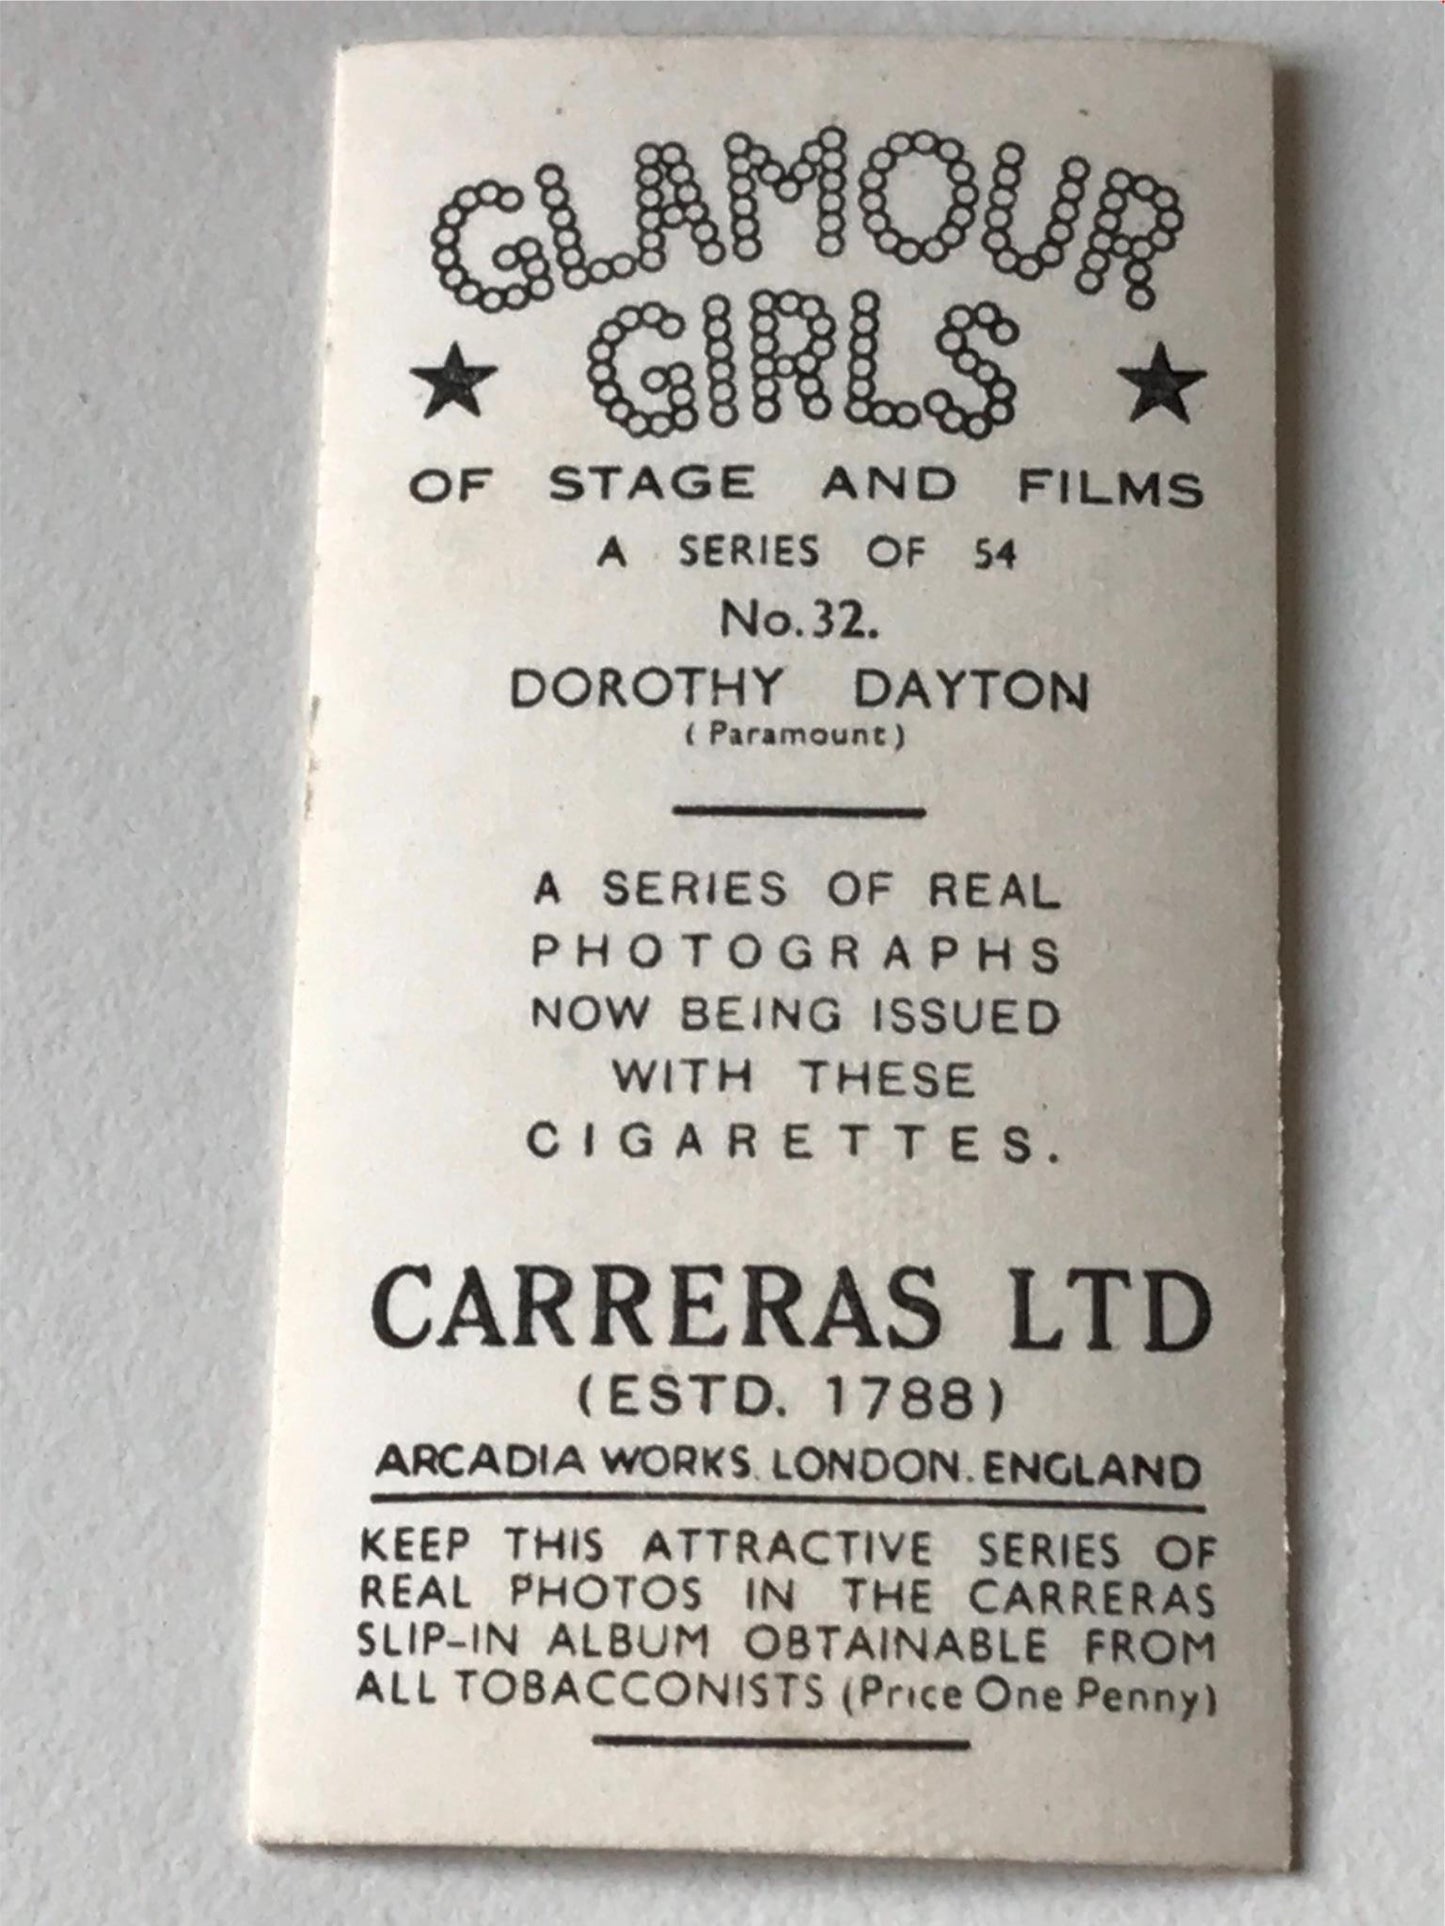 GLAMOUR
★ GIRLS ★
OF STAGE AND FILMS
A SERIES OF 54
No. 32.
DOROTHY DAYTON
(Paramount)
A SERIES OF REAL
PHOTOGRAPHS
NOW BEING ISSUED
WITH THESE
CIGARETTES.
CARRERAS LTD
(ESTD. 1788)
ARCADIA WORKS. LONDON. ENGLAND
KEEP THIS ATTRACTIVE SERIES OF
REAL PHOTOS IN THE CARRERAS
SLIP-IN ALBUM OBTAINABLE FROM
ALL TOBACCONISTS (Price One Penny)